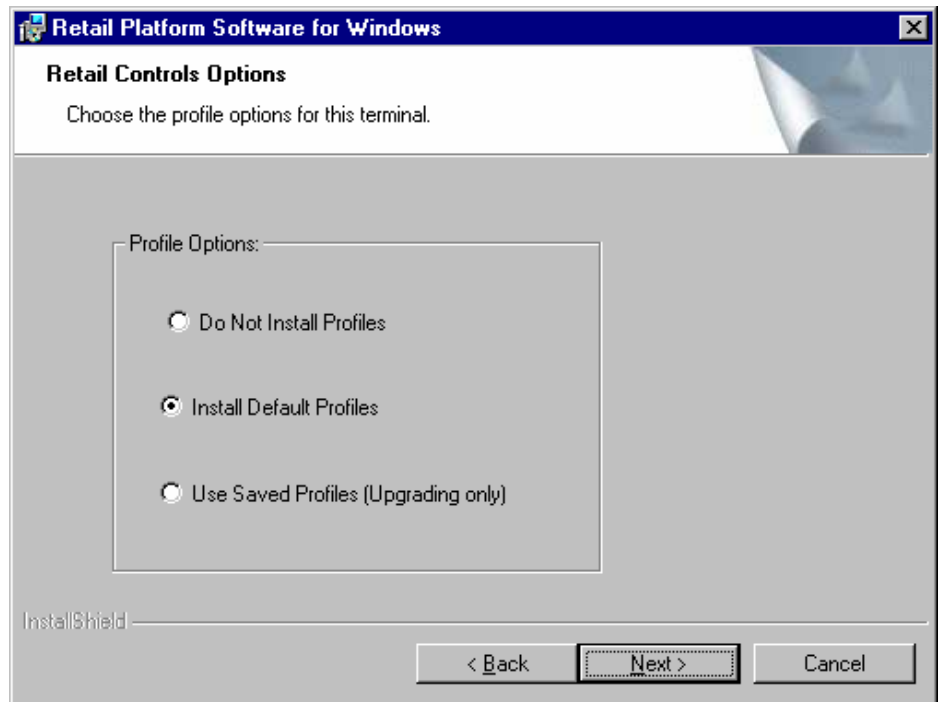 Retail Platform Software for Windows
Retail Controls Options
Choose the profile options for this terminal.
Profile Options:
Do Not Install Profiles
Install Default Profiles
Use Saved Profiles (Upgrading only)
InstallShield
< Back Next > Cancel